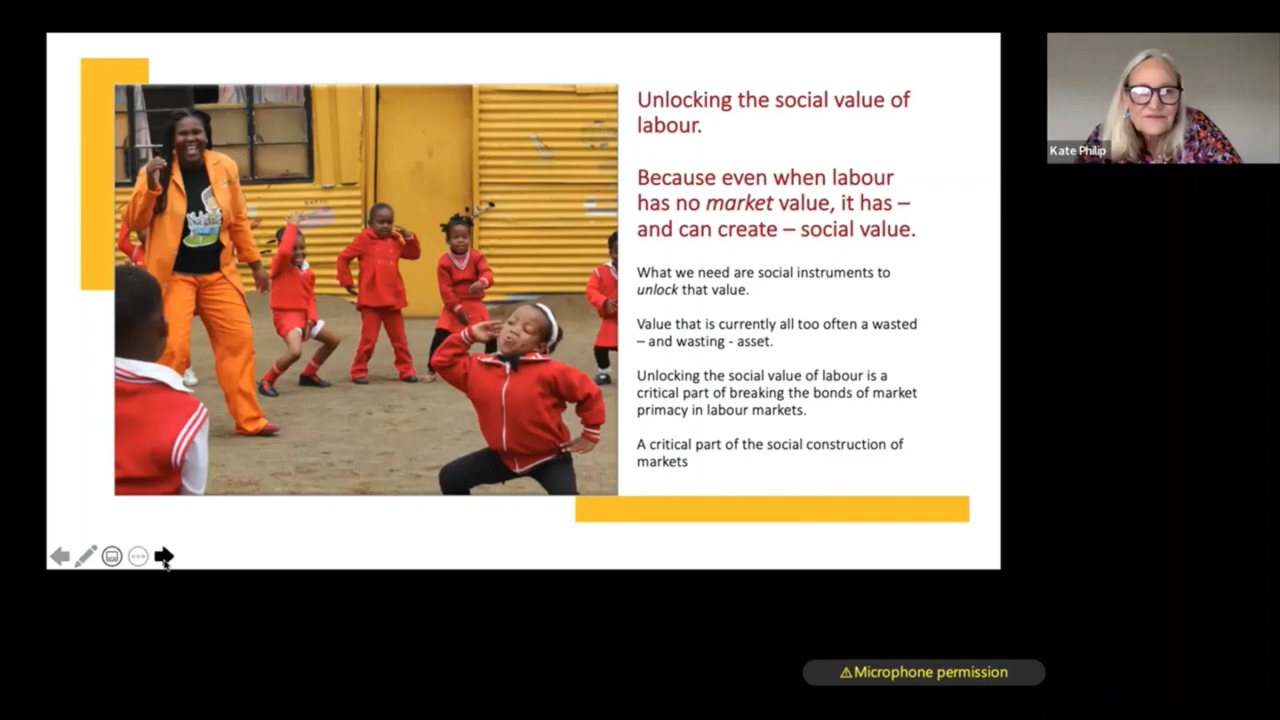 Unlocking the social value of
labour.
Because even when labour
has no market value, it has –
and can create – social value.
What we need are social instruments to
unlock that value.
Value that is currently all too often a wasted
– and wasting - asset.
Unlocking the social value of labour is a
critical part of breaking the bonds of market
primacy in labour markets.
A critical part of the social construction of
markets
Kate Philip
⚠Microphone permission